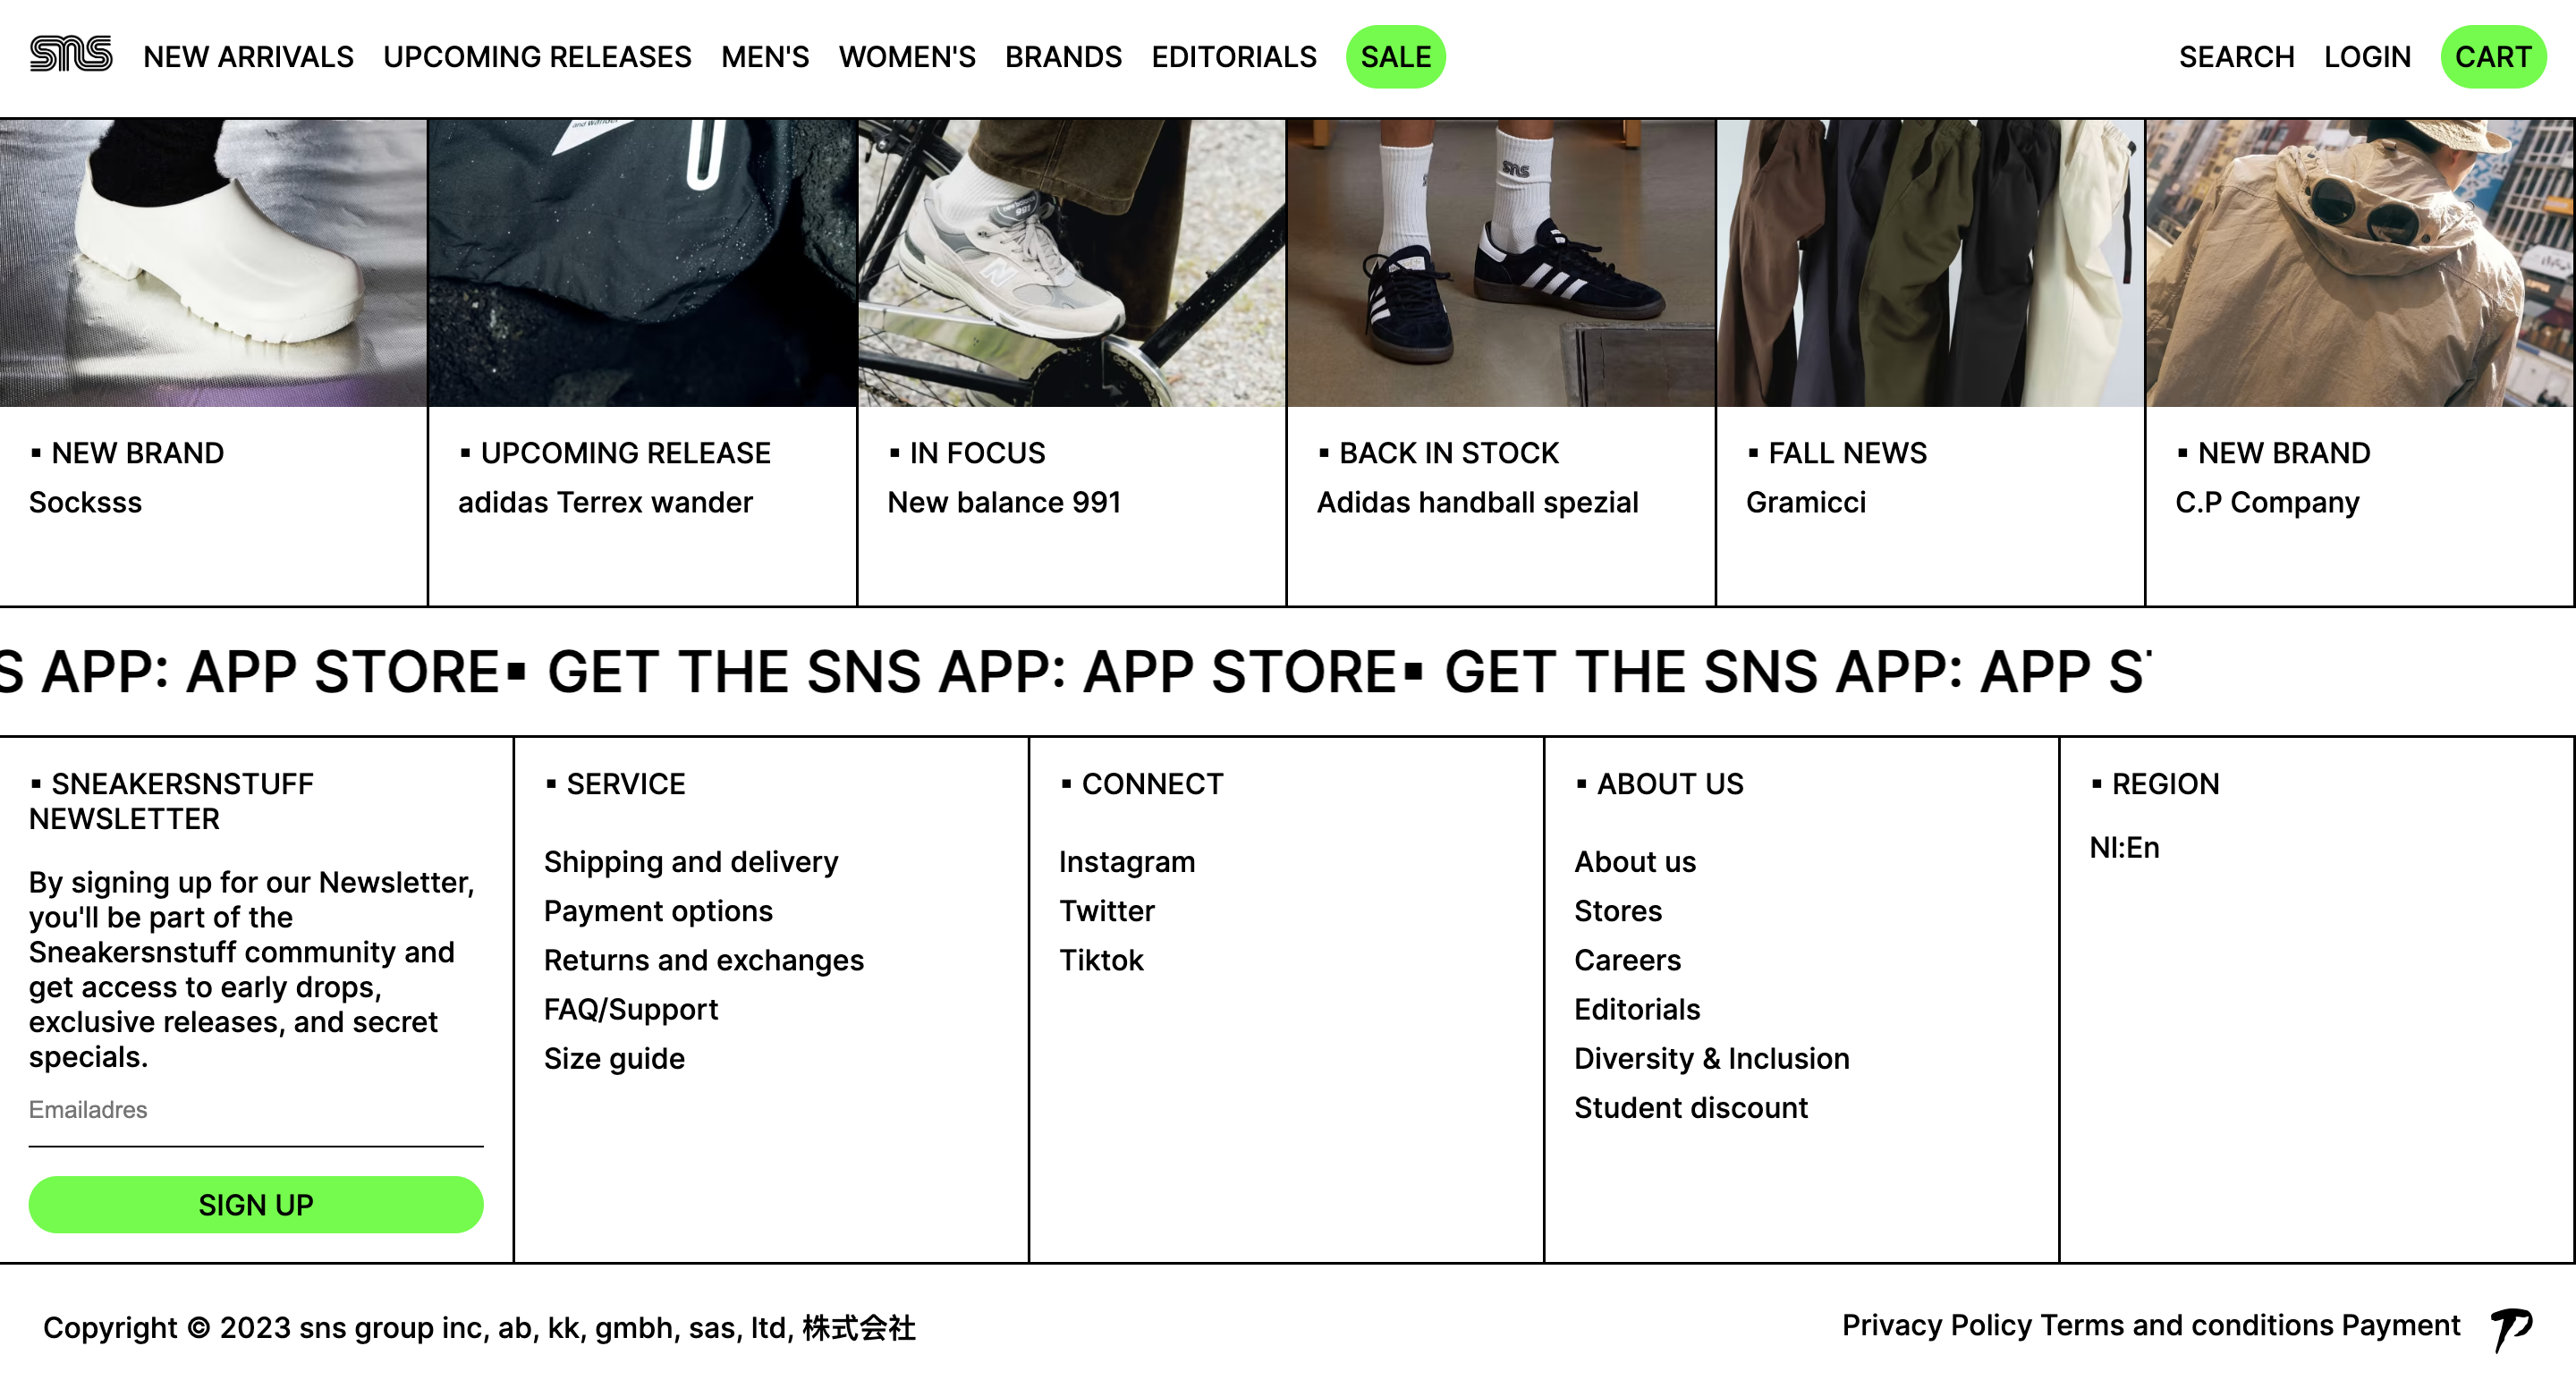 sns NEW ARRIVALS UPCOMING RELEASES MEN'S WOMEN'S BRANDS EDITORIALS SALE SEARCH LOGIN CART
and wander
new balance
991
N
sns
▪ NEW BRAND
Socksss
▪ UPCOMING RELEASE
adidas Terrex wander
▪ IN FOCUS
New balance 991
▪ BACK IN STOCK
Adidas handball spezial
▪ FALL NEWS
Gramicci
▪ NEW BRAND
C.P Company
S APP: APP STORE▪ GET THE SNS APP: APP STORE▪ GET THE SNS APP: APP S
▪ SNEAKERSNSTUFF
NEWSLETTER
By signing up for our Newsletter,
you'll be part of the
Sneakersnstuff community and
get access to early drops,
exclusive releases, and secret
specials.
Emailadres
SIGN UP
▪ SERVICE
Shipping and delivery
Payment options
Returns and exchanges
FAQ/Support
Size guide
▪ CONNECT
Instagram
Twitter
Tiktok
▪ ABOUT US
About us
Stores
Careers
Editorials
Diversity & Inclusion
Student discount
▪ REGION
Nl:En
Copyright © 2023 sns group inc, ab, kk, gmbh, sas, ltd, 株式会社
Privacy Policy Terms and conditions Payment